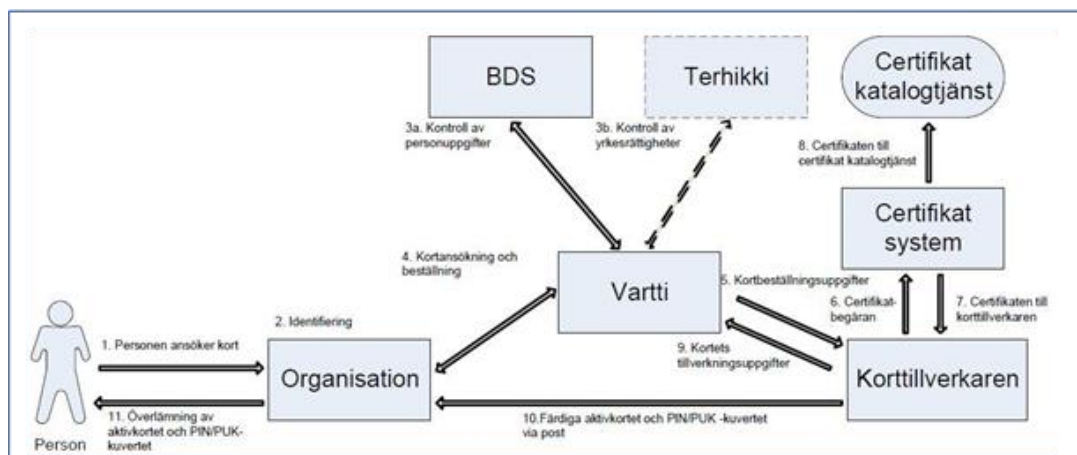 BDS
Terhikki
Certifikat
katalogtjänst
3a. Kontroll av
personuppgifter
3b. Kontroll av
yrkesrättigheter
8. Certifikaten till
certifikat katalogtjänst
Certifikat
system
4. Kortansökning och
beställning
Vartti
5. Kortbeställningsuppgifter
6. Certifikat-
begäran
7. Certifikaten till
korttillverkaren
2. Identifiering
1. Personen ansöker kort
Organisation
9. Kortets
tillverkningsuppgifter
Korttillverkaren
11. Överlämning av
aktivkortet och PIN/PUK-
kuvertet
10.Färdiga aktivkortet och PIN/PUK -kuvertet
via post
Person